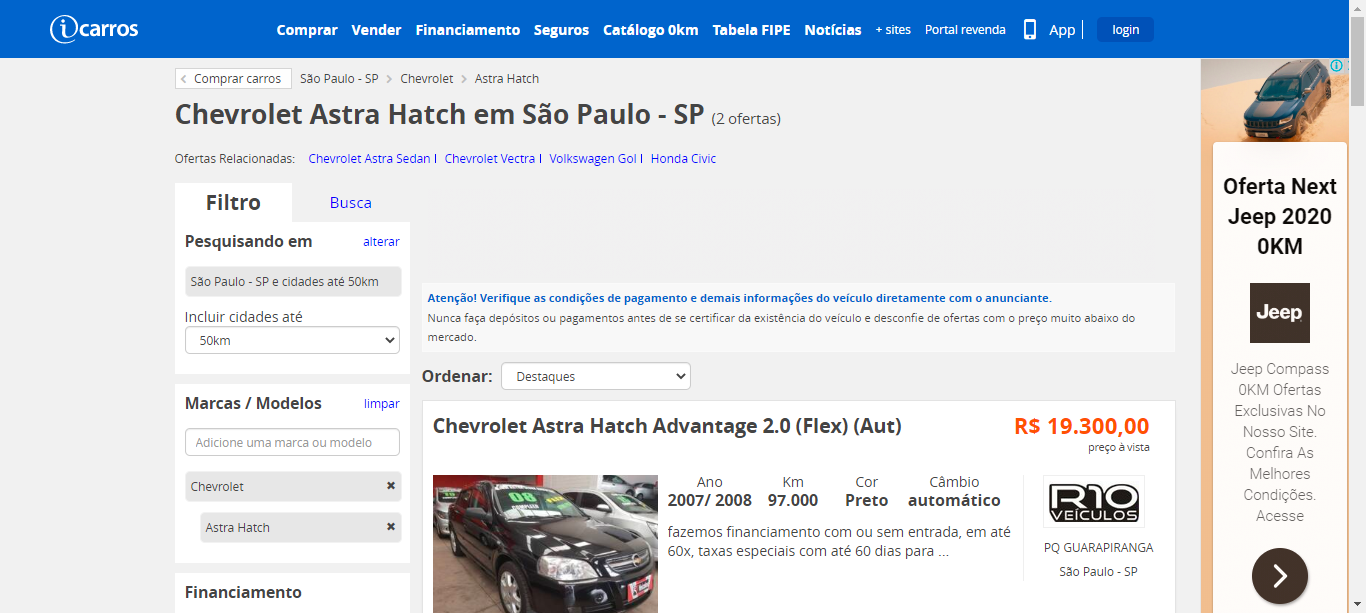 icarros
Comprar Vender Financiamento Seguros Catálogo 0km Tabela FIPE Notícias + sites Portal revenda App login
Comprar carros São Paulo - SP Chevrolet Astra Hatch
Chevrolet Astra Hatch em São Paulo - SP (2 ofertas)
Ofertas Relacionadas: Chevrolet Astra Sedan Chevrolet Vectra Volkswagen Gol Honda Civic
Filtro Busca
Pesquisando em alterar
São Paulo - SP e cidades até 50km
Incluir cidades até
50km
Marcas / Modelos limpar
Adicione uma marca ou modelo
Chevrolet
Astra Hatch
Financiamento
Atenção! Verifique as condições de pagamento e demais informações do veículo diretamente com o anunciante.
Nunca faça depósitos ou pagamentos antes de se certificar da existência do veículo e desconfie de ofertas com o preço muito abaixo do
mercado.
Ordenar: Destaques
Chevrolet Astra Hatch Advantage 2.0 (Flex) (Aut) R$ 19.300,00
preço à vista
08
COMPLETO
Ano Km Cor Câmbio
2007/ 2008 97.000 Preto automático
fazemos financiamento com ou sem entrada, em até
60x, taxas especiais com até 60 dias para ...
R10
VEÍCULOS
PQ GUARAPIRANGA
São Paulo - SP
Oferta Next
Jeep 2020
0KM
Jeep
Jeep Compass
0KM Ofertas
Exclusivas No
Nosso Site.
Confira As
Melhores
Condições.
Acesse